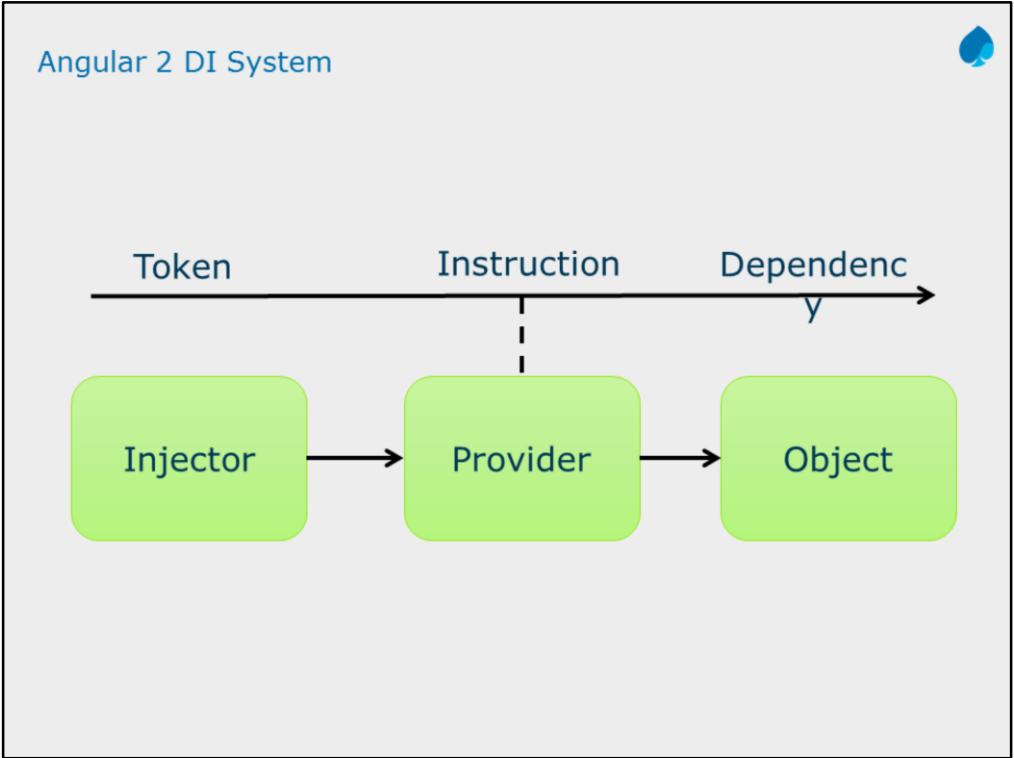 Angular 2 DI System
Token
Instruction
Dependenc
y
Injector
Provider
Object